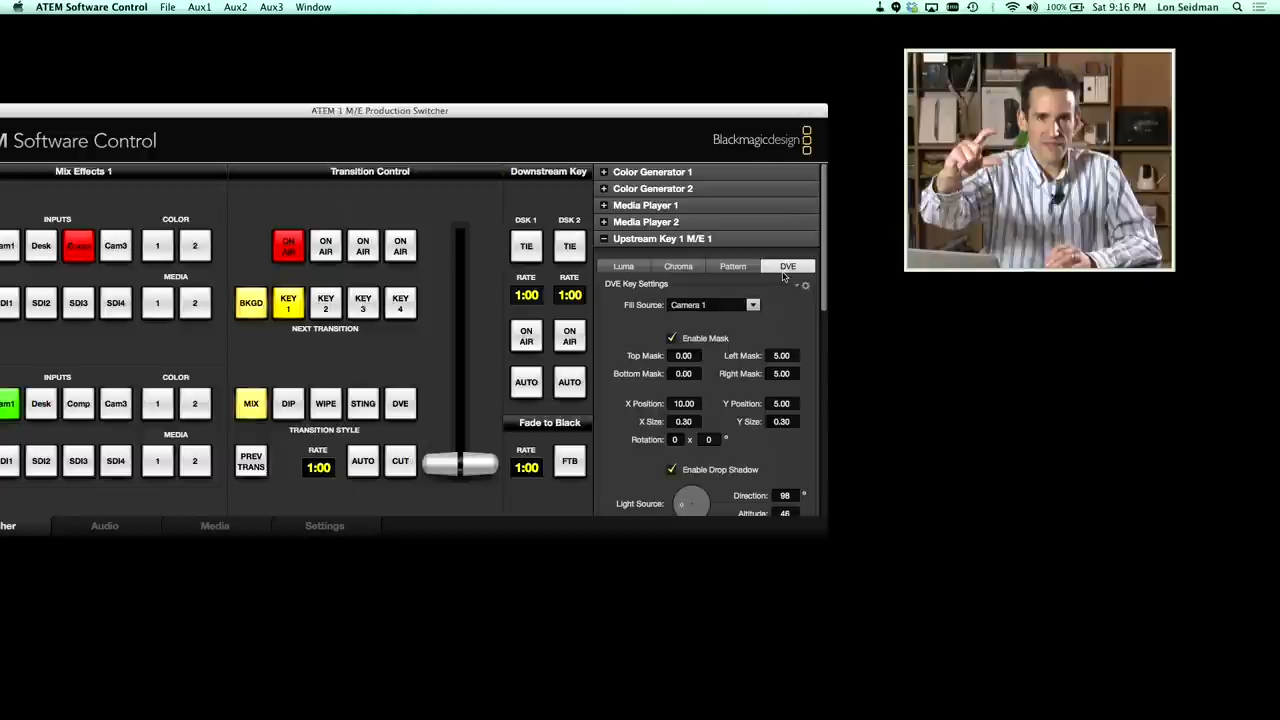 ATEM Software Control File Aux1 Aux2 Aux3 Window 100% Sat 9:16 PM Lon Seidman
ATEM 1 M/E Production Switcher
M Software Control
Blackmagicdesign
Mix Effects 1
Transition Control
Downstream Key
Color Generator 1
Color Generator 2
Media Player 1
Media Player 2
Upstream Key 1 M/E 1
INPUTS COLOR
am1 Desk Comp Cam3 1 2
MEDIA
DI1 SDI2 SDI3 SDI4 1 2
INPUTS COLOR
am1 Desk Comp Cam3 1 2
MEDIA
DI1 SDI2 SDI3 SDI4 1 2
ON AIR ON AIR ON AIR ON AIR
BKGD KEY 1 KEY 2 KEY 3 KEY 4
NEXT TRANSITION
MIX DIP WIPE STING DVE
TRANSITION STYLE
PREV TRANS RATE 1:00 AUTO CUT
DSK 1 DSK 2
TIE TIE
RATE RATE
1:00 1:00
ON AIR ON AIR
AUTO AUTO
Fade to Black
RATE
1:00 FTB
Luma Chroma Pattern DVE
DVE Key Settings
Fill Source: Camera 1
Enable Mask
Top Mask: 0.00 Left Mask: 5.00
Bottom Mask: 0.00 Right Mask: 5.00
X Position: 10.00 Y Position: 5.00
X Size: 0.30 Y Size: 0.30
Rotation: 0 x 0 °
Enable Drop Shadow
Light Source: Direction: 98 °
Altitude: 46
her Audio Media Settings